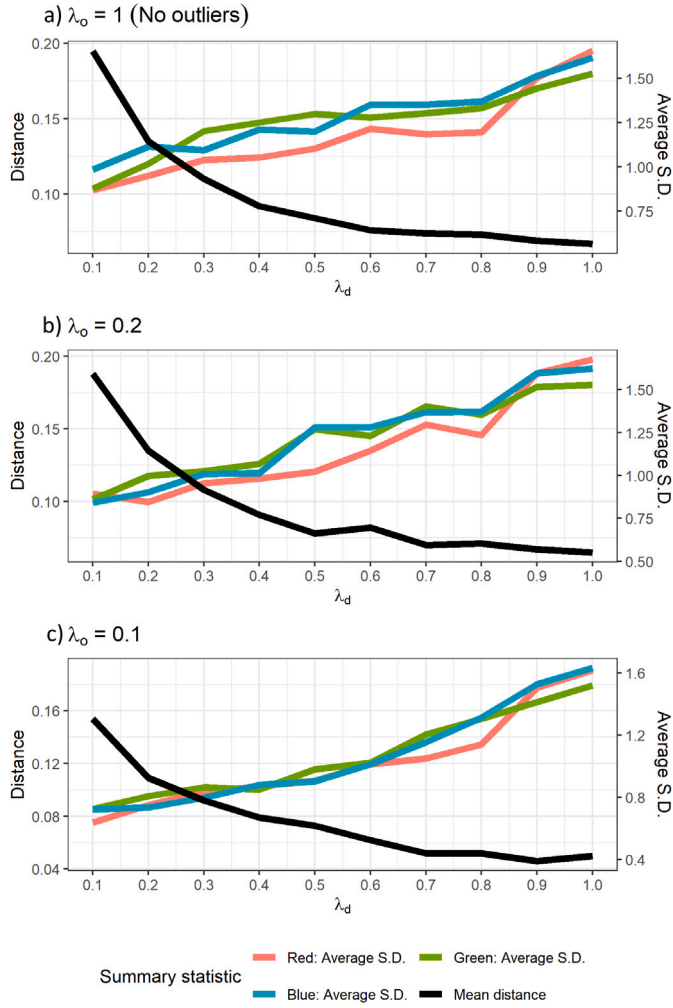 a) λo = 1 (No outliers)
0.20
0.15
0.10
Distance
1.50
1.25
1.00
0.75
Average S.D.
0.1 0.2 0.3 0.4 0.5 0.6 0.7 0.8 0.9 1.0
λd
b) λo = 0.2
0.20
0.15
0.10
Distance
1.50
1.25
1.00
0.75
0.50
Average S.D.
0.1 0.2 0.3 0.4 0.5 0.6 0.7 0.8 0.9 1.0
λd
c) λo = 0.1
0.16
0.12
0.08
0.04
Distance
1.6
1.2
0.8
0.4
Average S.D.
0.1 0.2 0.3 0.4 0.5 0.6 0.7 0.8 0.9 1.0
λd
Summary statistic
Red: Average S.D.
Green: Average S.D.
Blue: Average S.D.
Mean distance